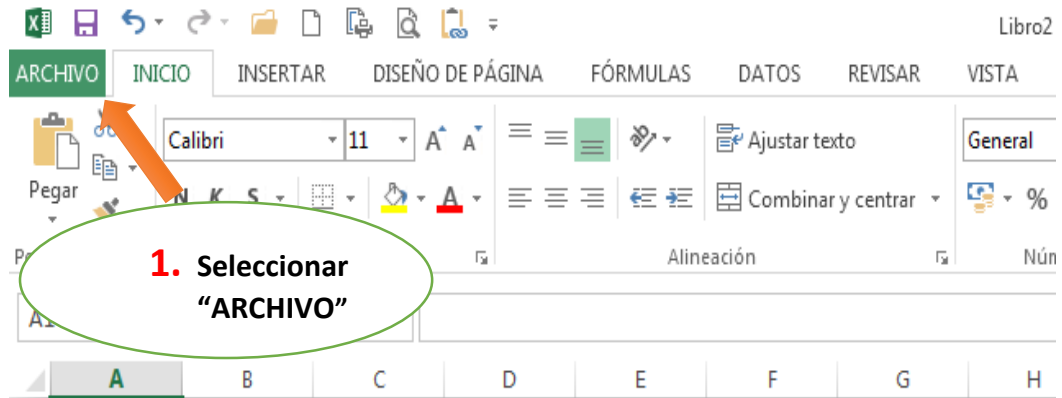 Libro2
ARCHIVO INICIO INSERTAR DISEÑO DE PÁGINA FÓRMULAS DATOS REVISAR VISTA
Calibri 11 A A Ajustar texto General
Pegar N K S A Combinar y centrar %
Alineación
1. Seleccionar
“ARCHIVO”
A B C D E F G H